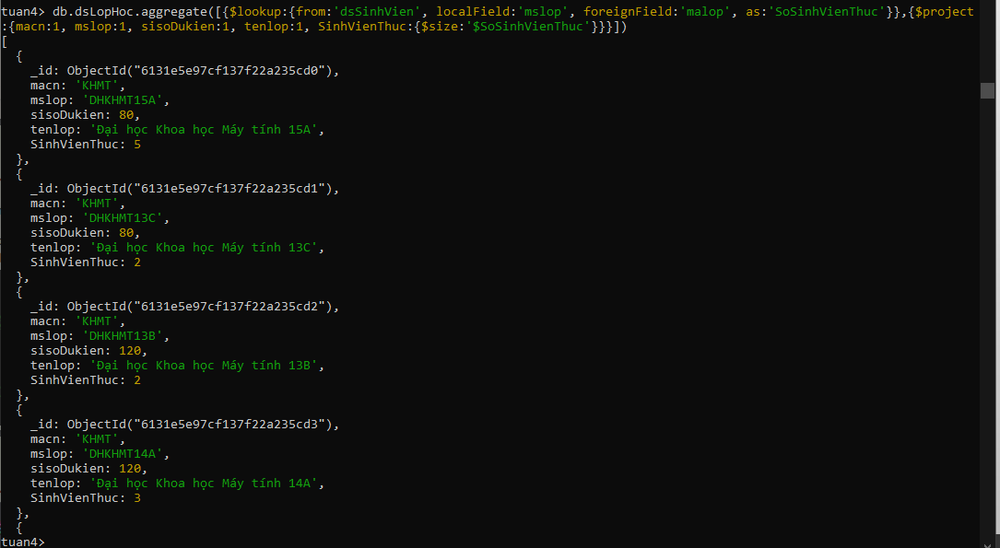 tuan4> db.dsLopHoc.aggregate([{$lookup:{from:'dsSinhVien', localField:'mslop', foreignField:'malop', as:'SoSinhVienThuc'}},{$project
:{macn:1, mslop:1, sisoDukien:1, tenlop:1, SinhVienThuc:{$size:'$SoSinhVienThuc'}}}])
[
  {
    _id: ObjectId("6131e5e97cf137f22a235cd0"),
    macn: 'KHMT',
    mslop: 'DHKHMT15A',
    sisoDukien: 80,
    tenlop: 'Đại học Khoa học Máy tính 15A',
    SinhVienThuc: 5
  },
  {
    _id: ObjectId("6131e5e97cf137f22a235cd1"),
    macn: 'KHMT',
    mslop: 'DHKHMT13C',
    sisoDukien: 80,
    tenlop: 'Đại học Khoa học Máy tính 13C',
    SinhVienThuc: 2
  },
  {
    _id: ObjectId("6131e5e97cf137f22a235cd2"),
    macn: 'KHMT',
    mslop: 'DHKHMT13B',
    sisoDukien: 120,
    tenlop: 'Đại học Khoa học Máy tính 13B',
    SinhVienThuc: 2
  },
  {
    _id: ObjectId("6131e5e97cf137f22a235cd3"),
    macn: 'KHMT',
    mslop: 'DHKHMT14A',
    sisoDukien: 120,
    tenlop: 'Đại học Khoa học Máy tính 14A',
    SinhVienThuc: 3
  },
  {
tuan4>